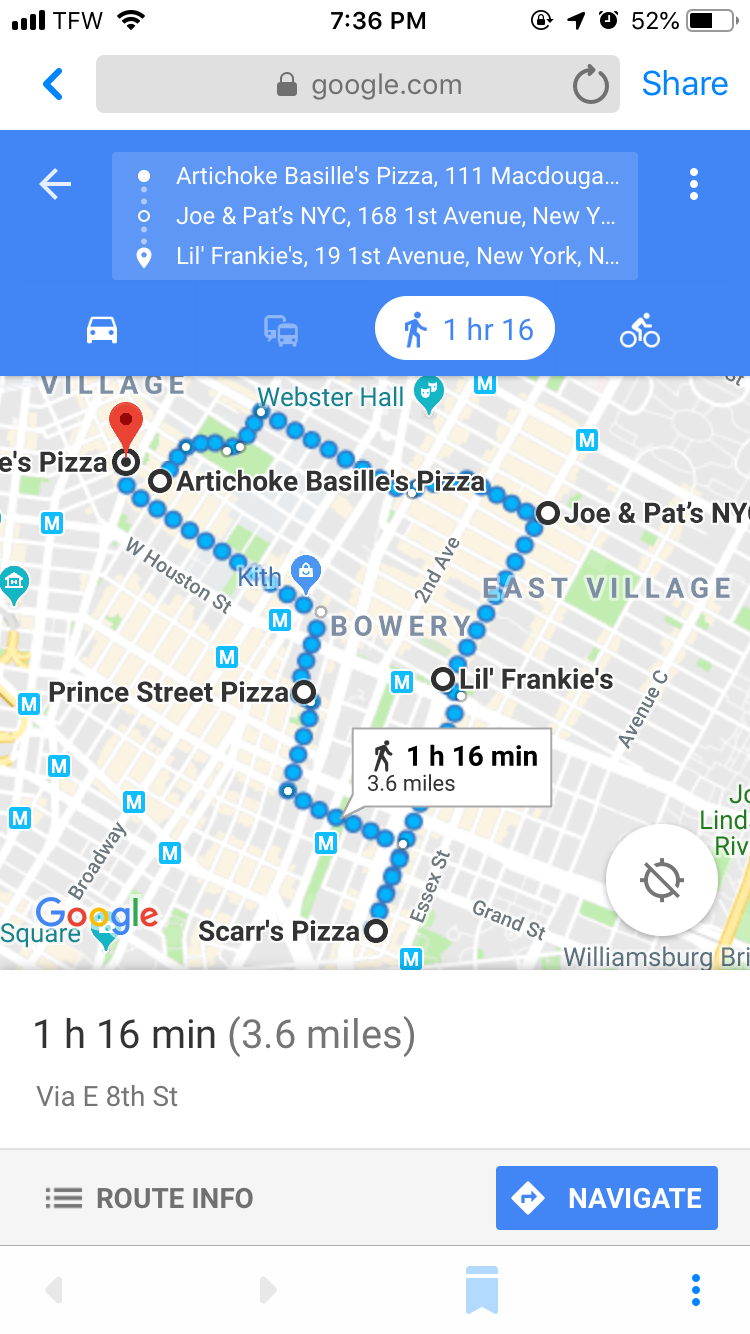 TFW 7:36 PM 52%
google.com Share
Artichoke Basille's Pizza, 111 Macdouga...
Joe & Pat's NYC, 168 1st Avenue, New Y...
Lil' Frankie's, 19 1st Avenue, New York, N...
1 hr 16
VILLAGE
Webster Hall
M
St
M
e's Pizza
Artichoke Basille's Pizza
Joe & Pat's NY
M
W Houston St
Kith
2nd Ave
EAST VILLAGE
M
BOWERY
M
M
Lil' Frankie's
Prince Street Pizza
M
Avenue C
1 h 16 min
3.6 miles
M
M
M
M
M
Broadway
Essex St
Grand St
Lind
Riv
Google
Square
Scarr's Pizza
M
Williamsburg Bri
1 h 16 min (3.6 miles)
Via E 8th St
ROUTE INFO NAVIGATE